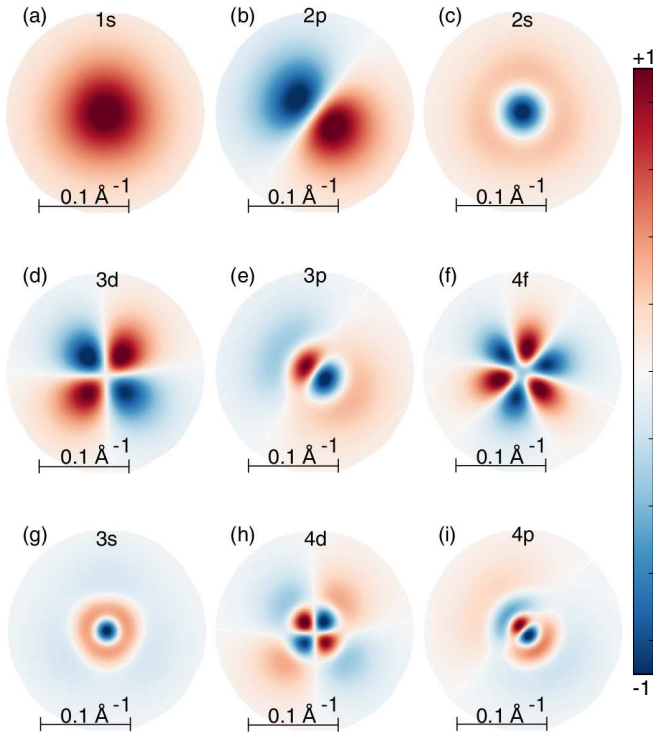 (a) 1s
0.1 Å⁻¹
(b) 2p
0.1 Å⁻¹
(c) 2s
0.1 Å⁻¹
+1
-1
(d) 3d
0.1 Å⁻¹
(e) 3p
0.1 Å⁻¹
(f) 4f
0.1 Å⁻¹
(g) 3s
0.1 Å⁻¹
(h) 4d
0.1 Å⁻¹
(i) 4p
0.1 Å⁻¹